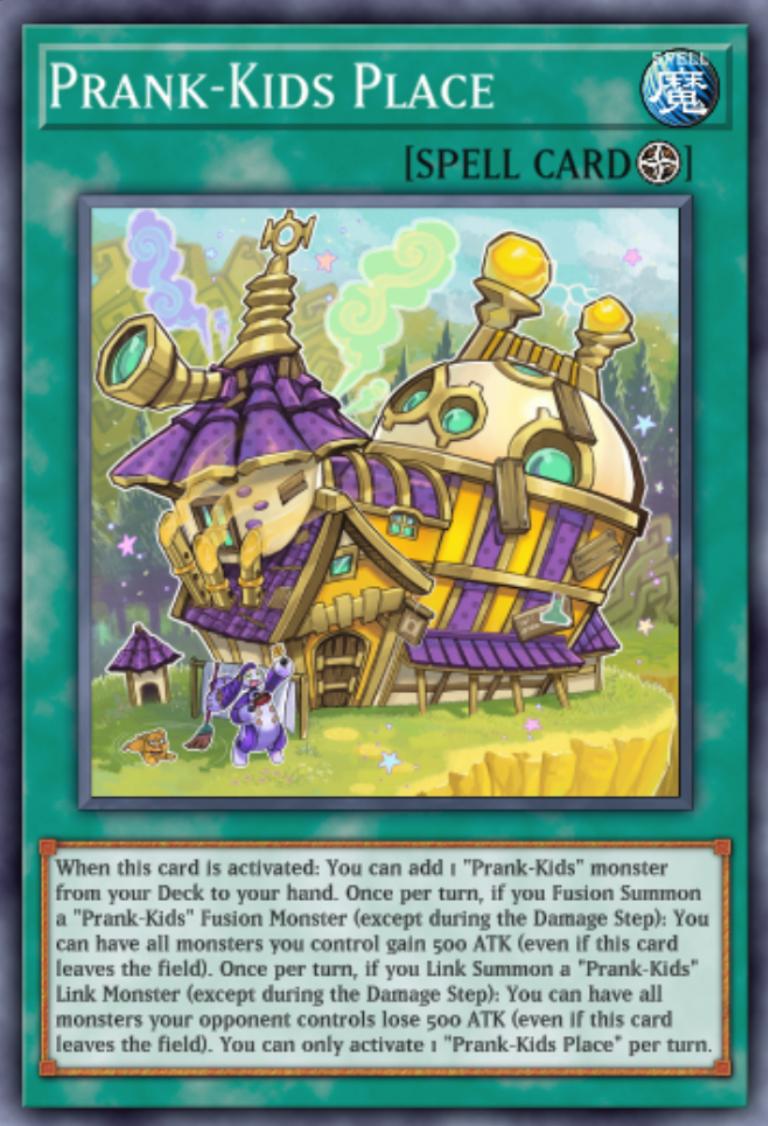 PRANK-KIDS PLACE
SPELL
魔
[SPELL CARD]
When this card is activated: You can add 1 "Prank-Kids" monster
from your Deck to your hand. Once per turn, if you Fusion Summon
a "Prank-Kids" Fusion Monster (except during the Damage Step): You
can have all monsters you control gain 500 ATK (even if this card
leaves the field). Once per turn, if you Link Summon a "Prank-Kids"
Link Monster (except during the Damage Step): You can have all
monsters your opponent controls lose 500 ATK (even if this card
leaves the field). You can only activate 1 "Prank-Kids Place" per turn.